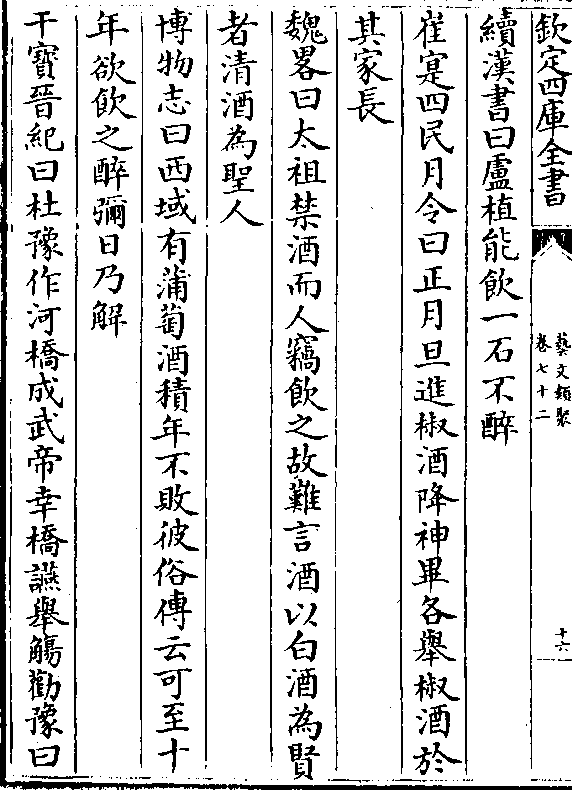 欽定四庫全書
藝文類聚
卷七十二
十六
續漢書曰盧植能飲一石不醉
崔寔四民月令曰正月旦進椒酒降神畢各舉椒酒於
其家長
魏畧曰太祖禁酒而人竊飲之故難言酒以白酒為賢
者清酒為聖人
博物志曰西域有蒲萄酒積年不敗彼俗傳云可至十
年欲飲之醉彌日乃解
干寶晉紀曰杜豫作河橋成武帝幸橋讌舉觴勸豫曰